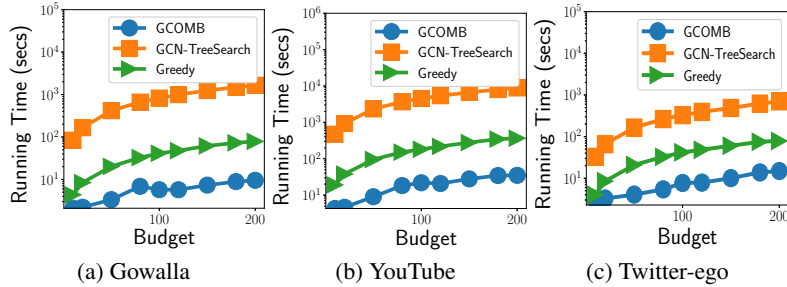 10^5
10^4
10^3
10^2
10^1
Running Time (secs)
GCOMB
GCN-TreeSearch
Greedy
100
200
Budget
(a) Gowalla
10^6
10^5
10^4
10^3
10^2
10^1
Running Time (secs)
GCOMB
GCN-TreeSearch
Greedy
100
200
Budget
(b) YouTube
10^5
10^4
10^3
10^2
10^1
Running Time (secs)
GCOMB
GCN-TreeSearch
Greedy
100
200
Budget
(c) Twitter-ego